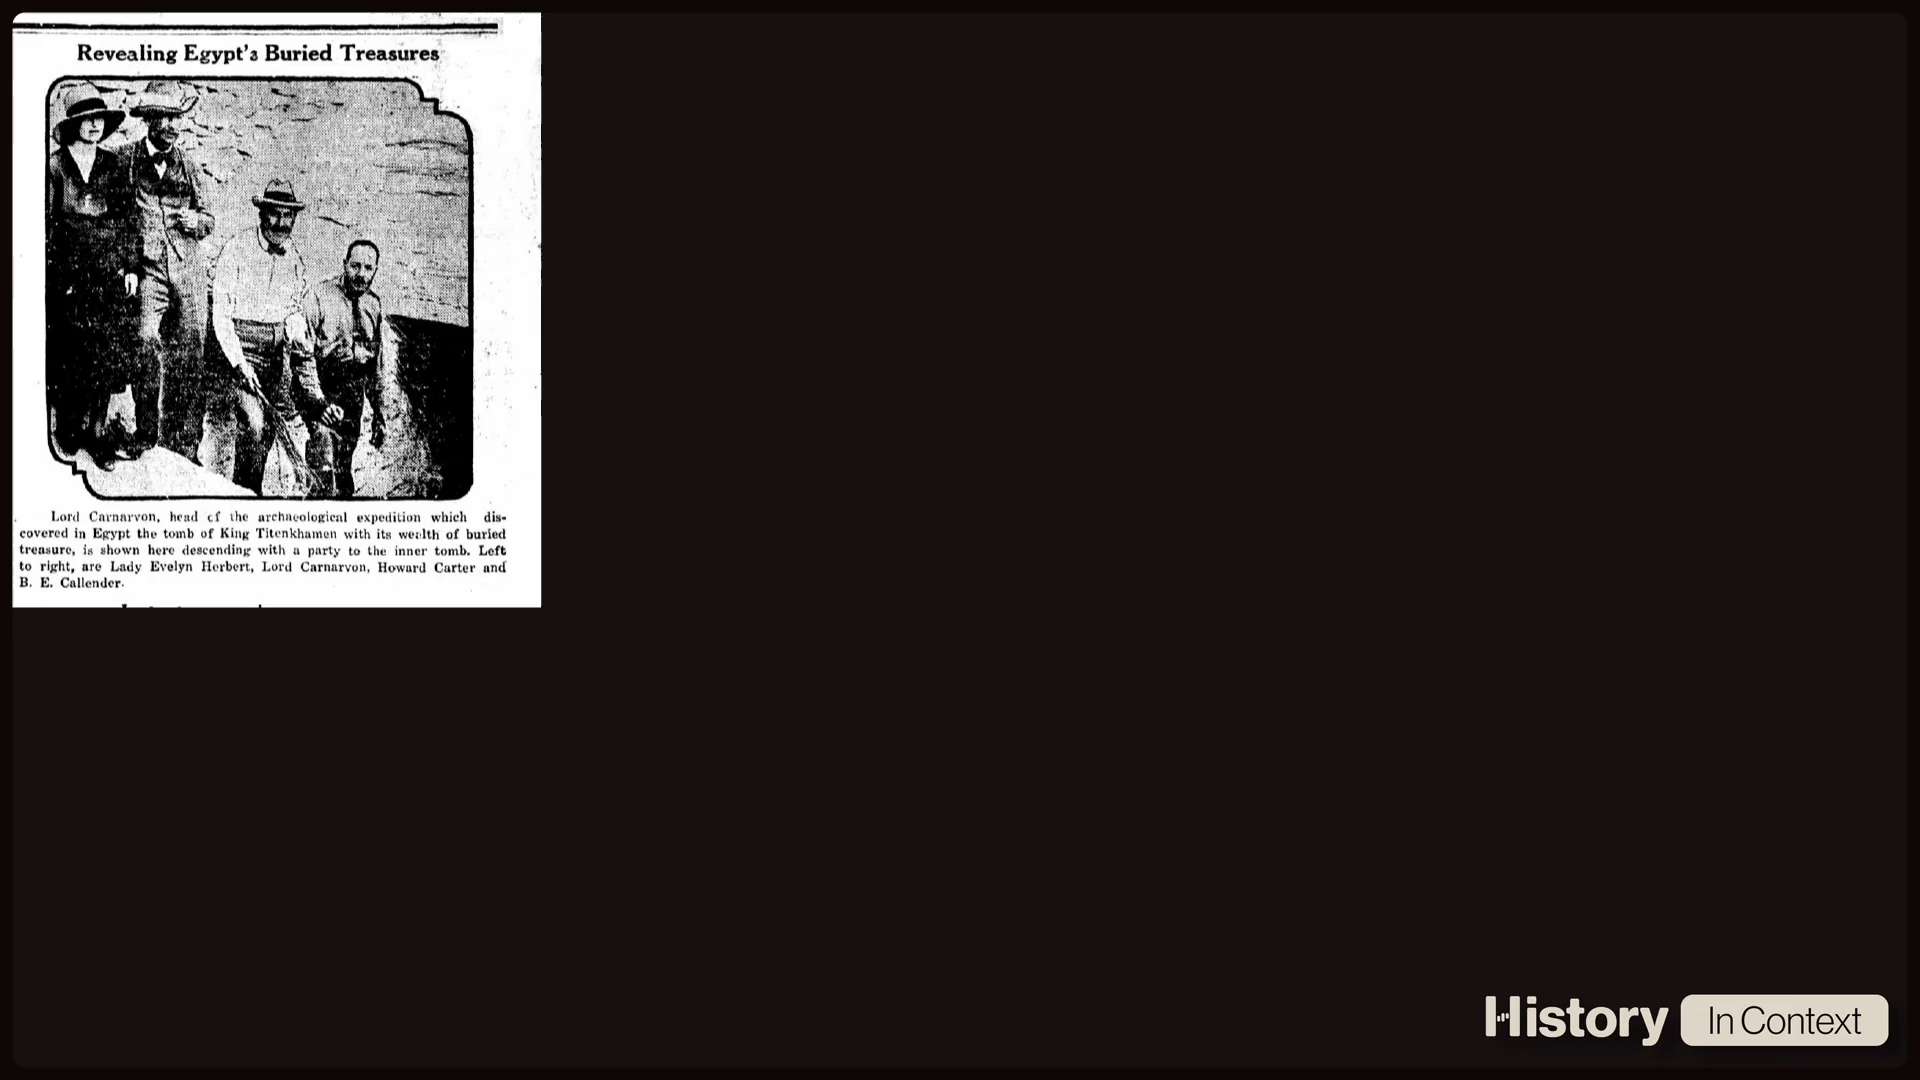 Revealing Egypt's Buried Treasures
Lord Carnarvon, head of the archaeological expedition which dis-
covered in Egypt the tomb of King Titenkhamen with its wealth of buried
treasure, is shown here descending with a party to the inner tomb. Left
to right, are Lady Evelyn Herbert, Lord Carnarvon, Howard Carter and
B. E. Callender.
History In Context